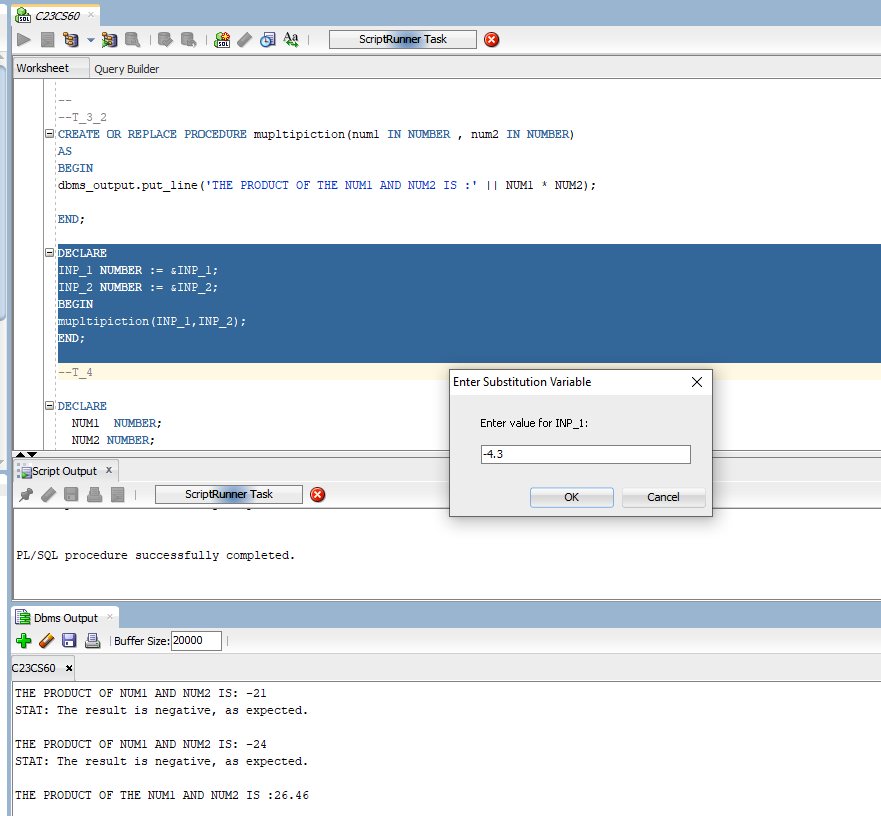 C23CS60
ScriptRunner Task
Worksheet
Query Builder
--
--T_3_2
CREATE OR REPLACE PROCEDURE mupltipiction(num1 IN NUMBER , num2 IN NUMBER)
AS
BEGIN
dbms_output.put_line('THE PRODUCT OF THE NUM1 AND NUM2 IS :' || NUM1 * NUM2);
END;
DECLARE
INP_1 NUMBER := &INP_1;
INP_2 NUMBER := &INP_2;
BEGIN
mupltipiction(INP_1,INP_2);
END;
--T_4
DECLARE
NUM1 NUMBER;
NUM2 NUMBER;
Enter Substitution Variable
Enter value for INP_1:
-4.3
OK
Cancel
Script Output
ScriptRunner Task
PL/SQL procedure successfully completed.
Dbms Output
Buffer Size: 20000
C23CS60
THE PRODUCT OF NUM1 AND NUM2 IS: -21
STAT: The result is negative, as expected.
THE PRODUCT OF NUM1 AND NUM2 IS: -24
STAT: The result is negative, as expected.
THE PRODUCT OF THE NUM1 AND NUM2 IS :26.46